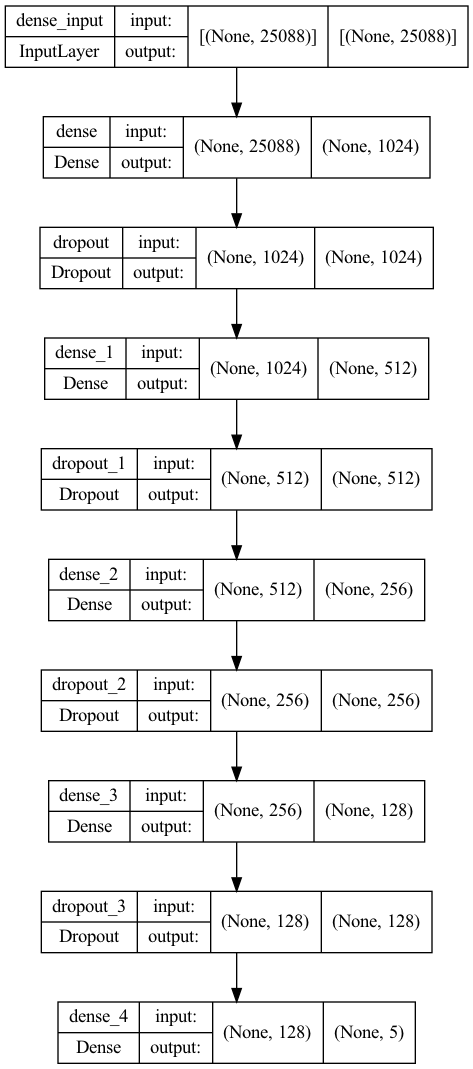 dense_input input: [(None, 25088)] [(None, 25088)]
InputLayer output:
dense input: (None, 25088) (None, 1024)
Dense output:
dropout input: (None, 1024) (None, 1024)
Dropout output:
dense_1 input: (None, 1024) (None, 512)
Dense output:
dropout_1 input: (None, 512) (None, 512)
Dropout output:
dense_2 input: (None, 512) (None, 256)
Dense output:
dropout_2 input: (None, 256) (None, 256)
Dropout output:
dense_3 input: (None, 256) (None, 128)
Dense output:
dropout_3 input: (None, 128) (None, 128)
Dropout output:
dense_4 input: (None, 128) (None, 5)
Dense output: